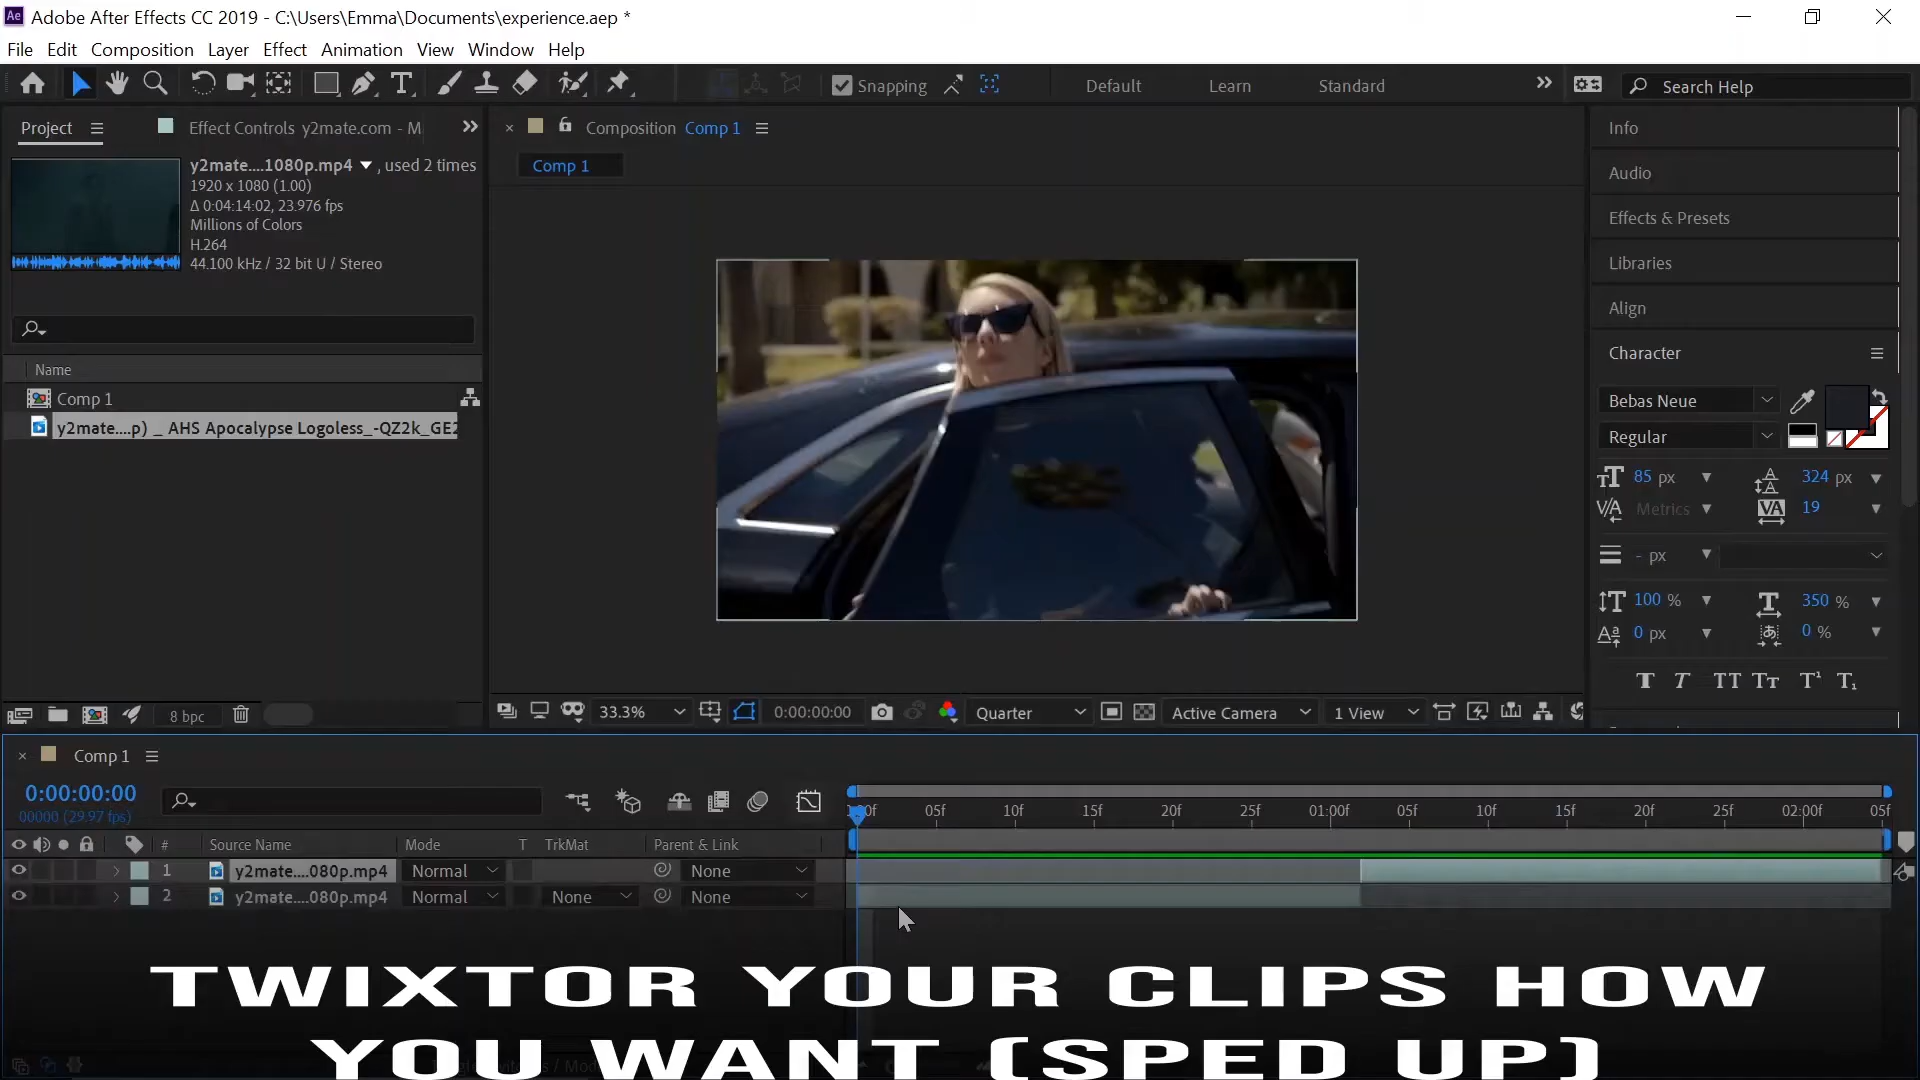 Ae Adobe After Effects CC 2019 - C:\Users\Emma\Documents\experience.aep *
File Edit Composition Layer Effect Animation View Window Help
Snapping Default Learn Standard Search Help
Project Effect Controls y2mate.com - M
Composition Comp 1
Comp 1
y2mate....1080p.mp4 , used 2 times
1920 x 1080 (1.00)
Δ 0:04:14:02, 23.976 fps
Millions of Colors
H.264
44.100 kHz / 32 bit U / Stereo
Name
Comp 1
y2mate....p) _ AHS Apocalypse Logoless_-QZ2k_GE2
8 bpc
33.3% 0:00:00:00 Quarter Active Camera 1 View
Info
Audio
Effects & Presets
Libraries
Align
Character
Bebas Neue
Regular
85 px 324 px
Metrics 19
- px
100 % 350 %
0 px 0 %
T T TT Tt T¹ T₁
Comp 1
0:00:00:00
00000 (29.97 fps)
05f 10f 15f 20f 25f 01:00f 05f 10f 15f 20f 25f 02:00f 05f
# Source Name Mode T TrkMat Parent & Link
1 y2mate....080p.mp4 Normal None
2 y2mate....080p.mp4 Normal None None
TWIXTOR YOUR CLIPS HOW
YOU WANT (SPED UP)